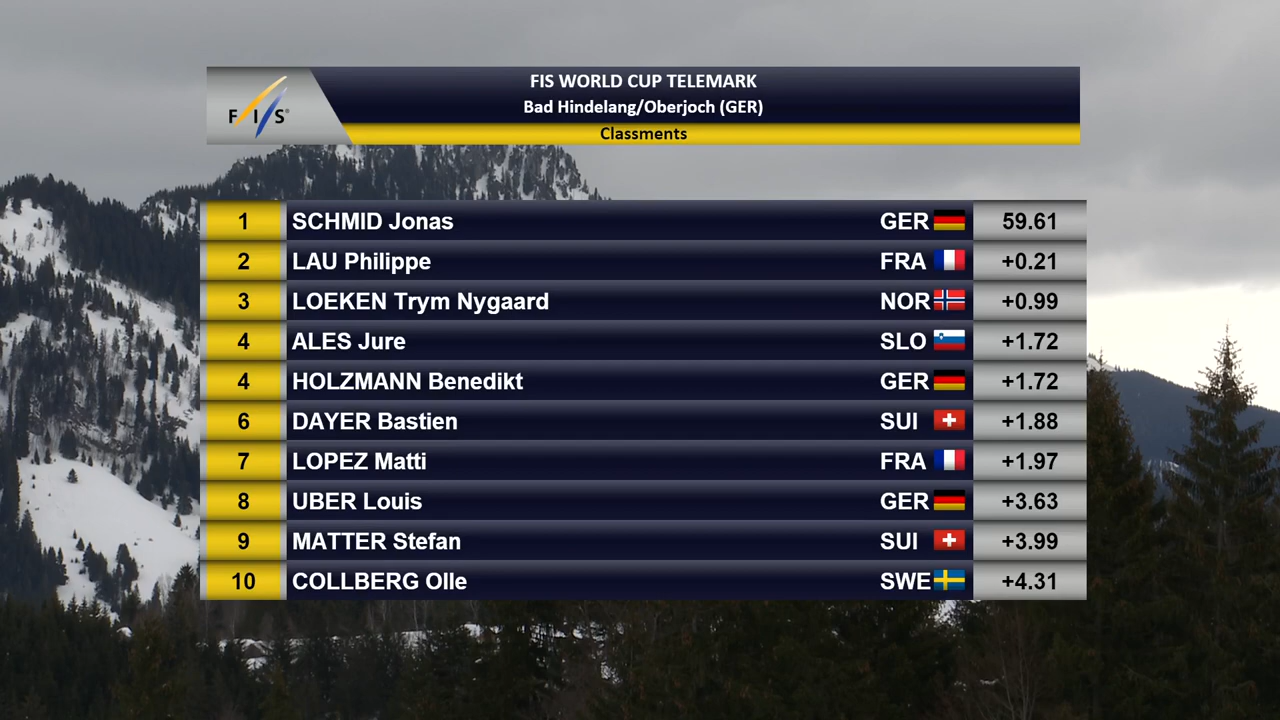 FIS
FIS WORLD CUP TELEMARK
Bad Hindelang/Oberjoch (GER)
Classments
1 SCHMID Jonas GER 59.61
2 LAU Philippe FRA +0.21
3 LOEKEN Trym Nygaard NOR +0.99
4 ALES Jure SLO +1.72
4 HOLZMANN Benedikt GER +1.72
6 DAYER Bastien SUI +1.88
7 LOPEZ Matti FRA +1.97
8 UBER Louis GER +3.63
9 MATTER Stefan SUI +3.99
10 COLLBERG Olle SWE +4.31